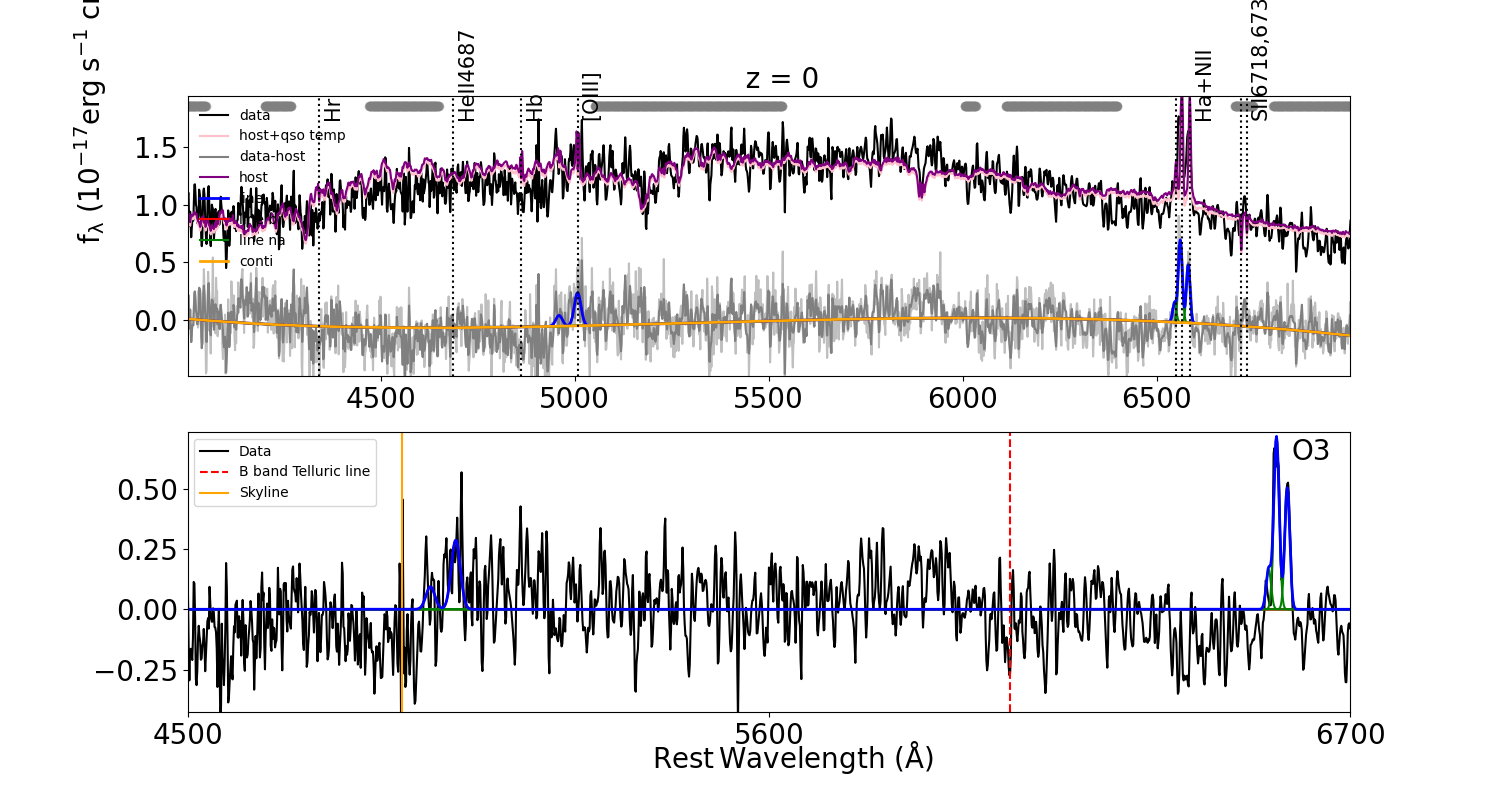 z = 0
f_λ (10^−17 erg s^−1
Hr
HeII4687
Hb
[OIII]
Ha+NII
SII6718,673
data
host+qso temp
data-host
host
line na
conti
1.5
1.0
0.5
0.0
4500
5000
5500
6000
6500
Data
B band Telluric line
Skyline
O3
0.50
0.25
0.00
−0.25
4500
5600
6700
Rest Wavelength (Å)